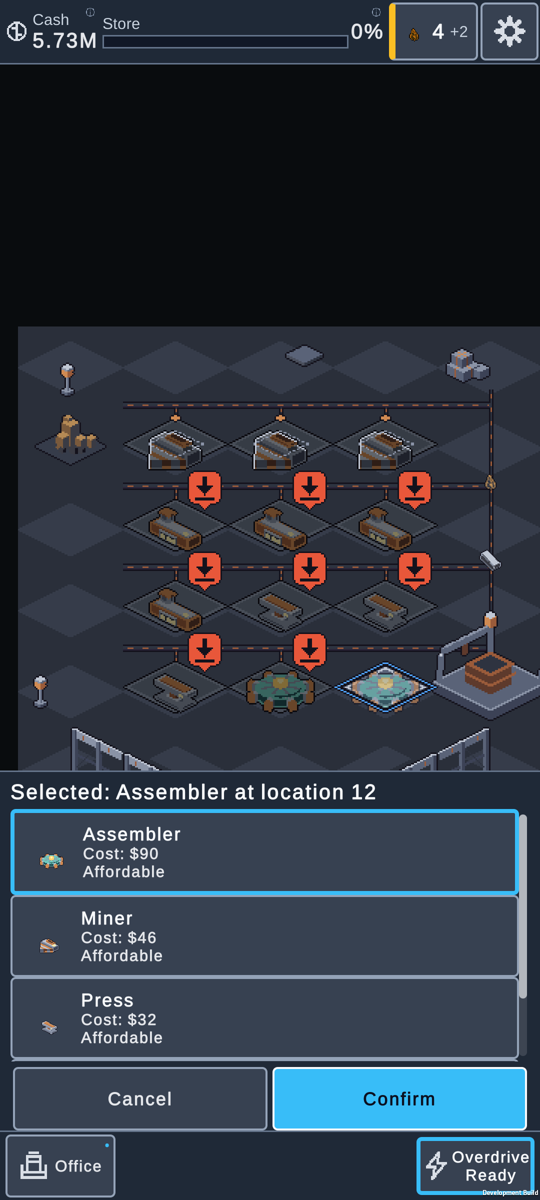 Cash
Store
5.73M
0%
4 +2
Selected: Assembler at location 12
Assembler
Cost: $90
Affordable
Miner
Cost: $46
Affordable
Press
Cost: $32
Affordable
Cancel
Confirm
Office
Overdrive
Ready
Development Build